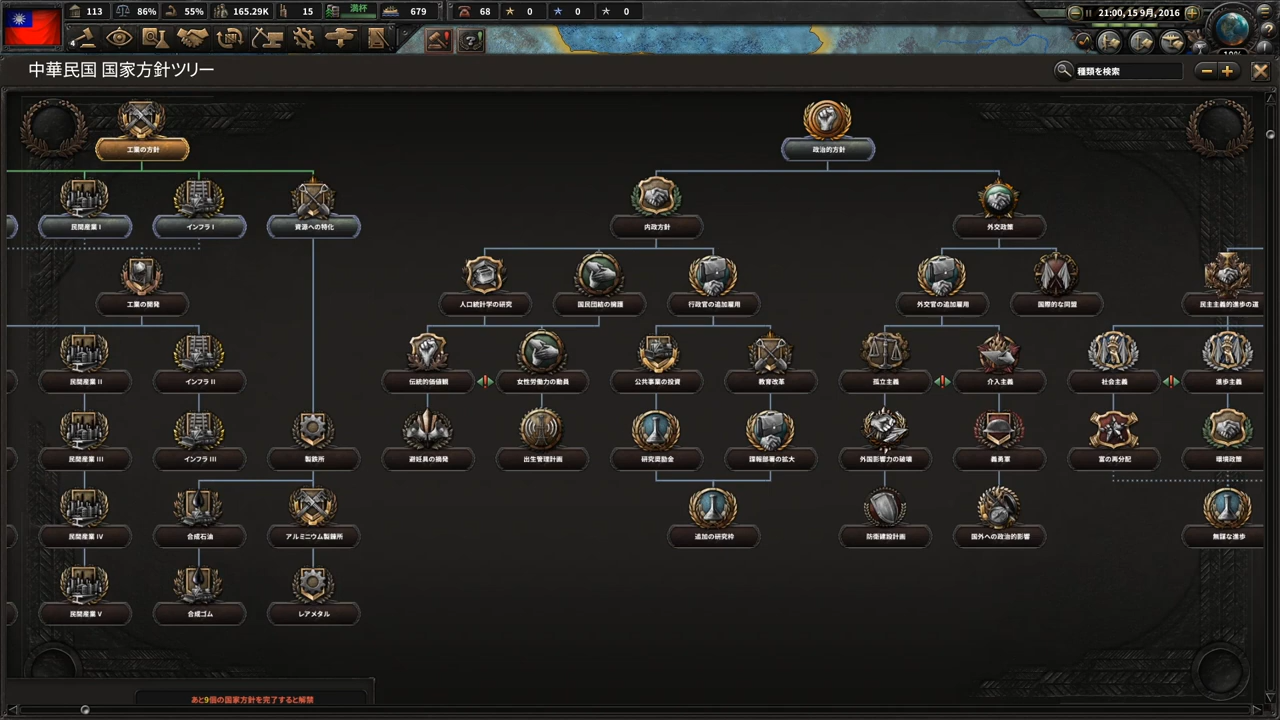 113 86% 55% 165.29K 15 満杯 679 68 0 0 0 21:00, 15 9月, 2016
中華民国 国家方針ツリー
種類を検索
工業の方針 政治的方針
民間産業 I インフラ I 資源への特化 内政方針 外交政策
工業の開発 人口統計学の研究 国民団結の擁護 行政官の追加雇用 外交官の追加雇用 国際的な同盟 民主主義的進歩の道
民間産業 II インフラ II 伝統的価値観 女性労働力の動員 公共事業の投資 教育改革 孤立主義 介入主義 社会主義 進歩主義
民間産業 III インフラ III 製鉄所 避妊具の摘発 出生管理計画 研究奨励金 諜報部署の拡大 外国影響力の破壊 義勇軍 富の再分配 環境政策
民間産業 IV 合成石油 アルミニウム製錬所 追加の研究枠 防衛建設計画 国外への政治的影響 無謀な進歩
民間産業 V 合成ゴム レアメタル
あと9個の国家方針を完了すると解禁